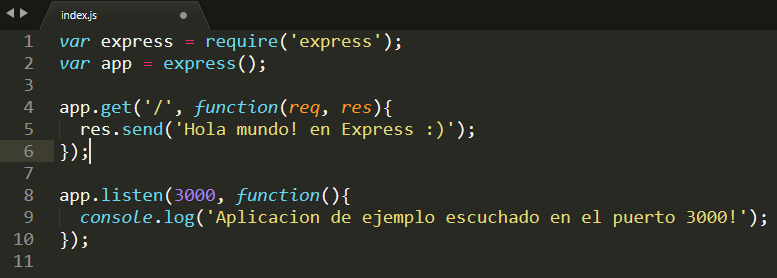 index.js
1 var express = require('express');
2 var app = express();
3
4 app.get('/', function(req, res){
5   res.send('Hola mundo! en Express :)');
6 });
7
8 app.listen(3000, function(){
9   console.log('Aplicacion de ejemplo escuchado en el puerto 3000!');
10 });
11